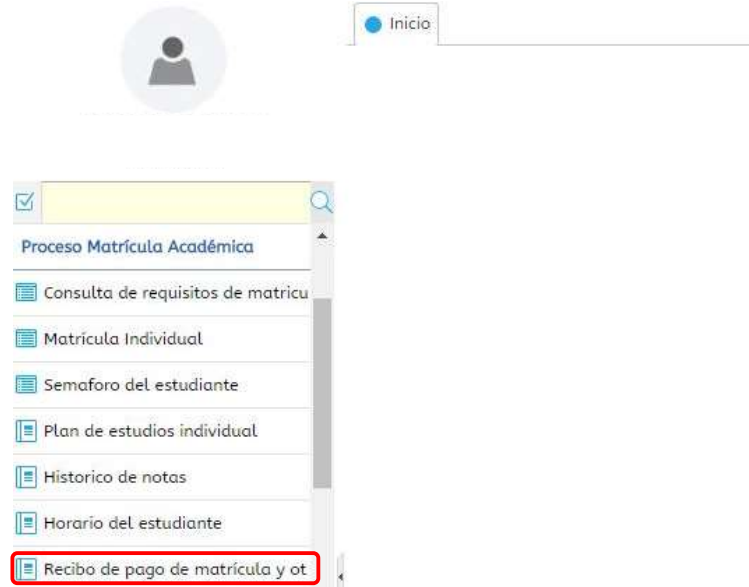 Inicio
Proceso Matrícula Académica
Consulta de requisitos de matricu
Matrícula Individual
Semaforo del estudiante
Plan de estudios individual
Historico de notas
Horario del estudiante
Recibo de pago de matrícula y ot